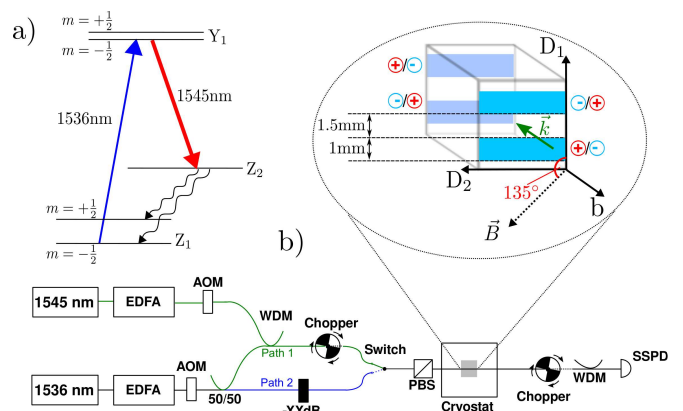 a)
m = +½
m = −½
Y₁
1536nm
1545nm
Z₂
m = +½
m = −½
Z₁
D₁
⊕/⊖
⊖/⊕
⊖/⊕
⊕/⊖
1.5mm
1mm
k⃗
D₂
135°
b
B⃗
b)
1545 nm
EDFA
AOM
WDM
Path 1
Chopper
Switch
1536 nm
EDFA
AOM
50/50
Path 2
-XXdB
PBS
Cryostat
Chopper
WDM
SSPD